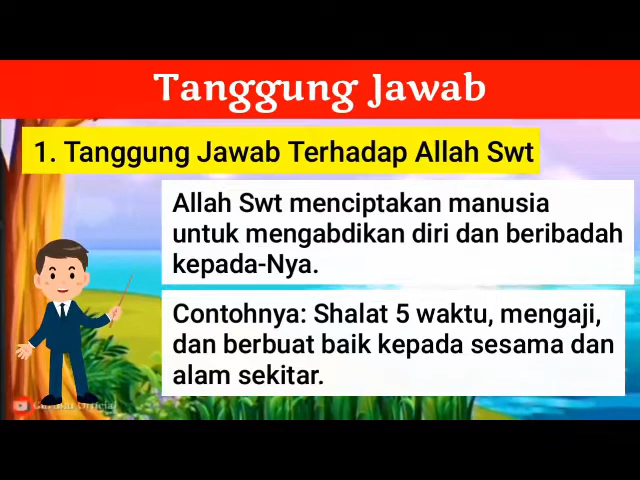 Tanggung Jawab
1. Tanggung Jawab Terhadap Allah Swt
Allah Swt menciptakan manusia
untuk mengabdikan diri dan beribadah
kepada-Nya.
Contohnya: Shalat 5 waktu, mengaji,
dan berbuat baik kepada sesama dan
alam sekitar.